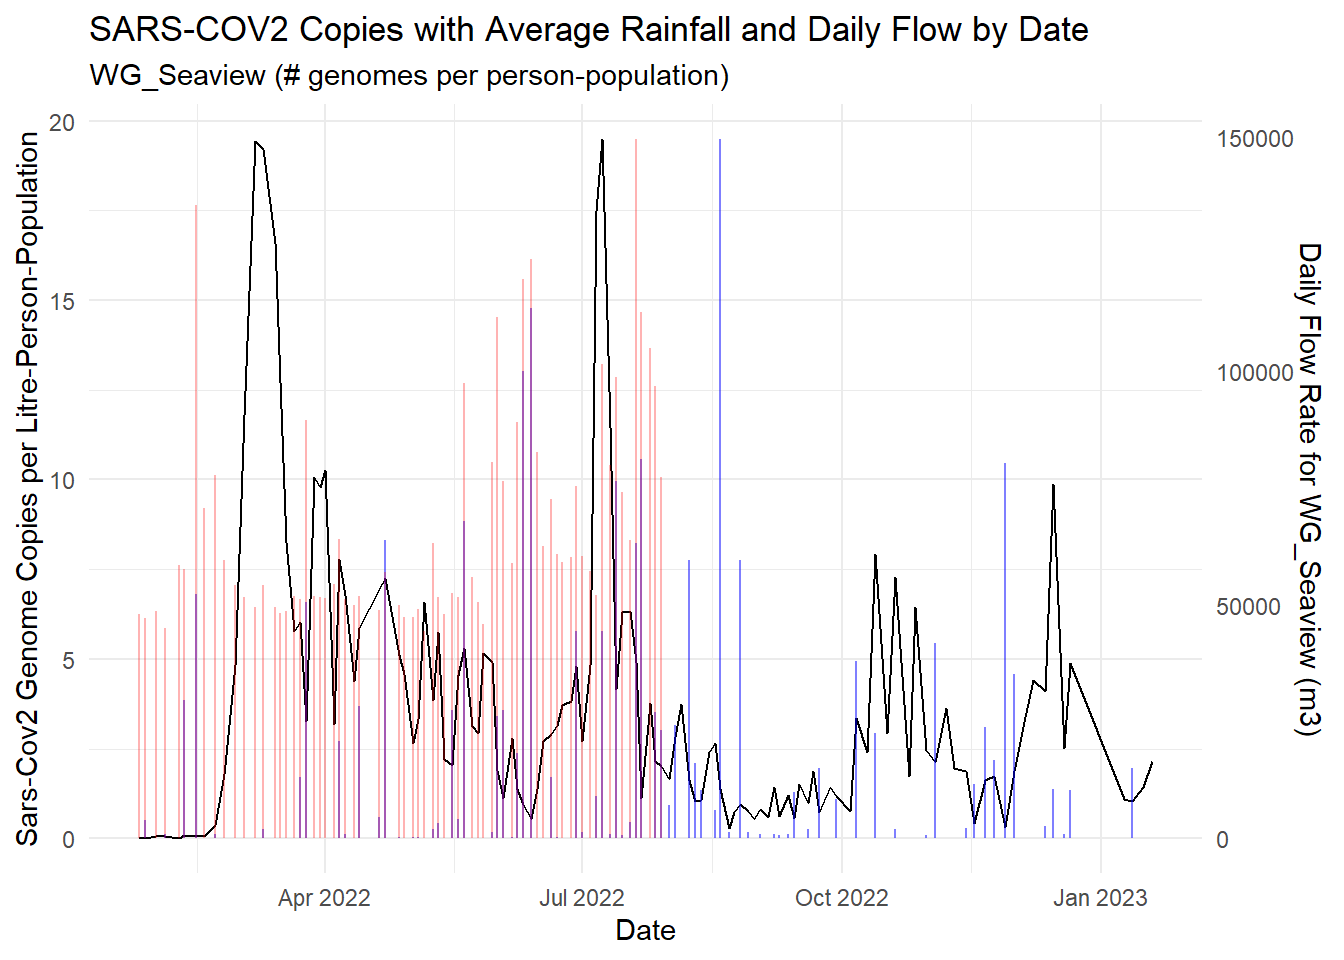 SARS-COV2 Copies with Average Rainfall and Daily Flow by Date
WG_Seaview (# genomes per person-population)
Sars-Cov2 Genome Copies per Litre-Person-Population
20
15
10
5
0
150000
100000
50000
0
Daily Flow Rate for WG_Seaview (m3)
Apr 2022
Jul 2022
Oct 2022
Jan 2023
Date